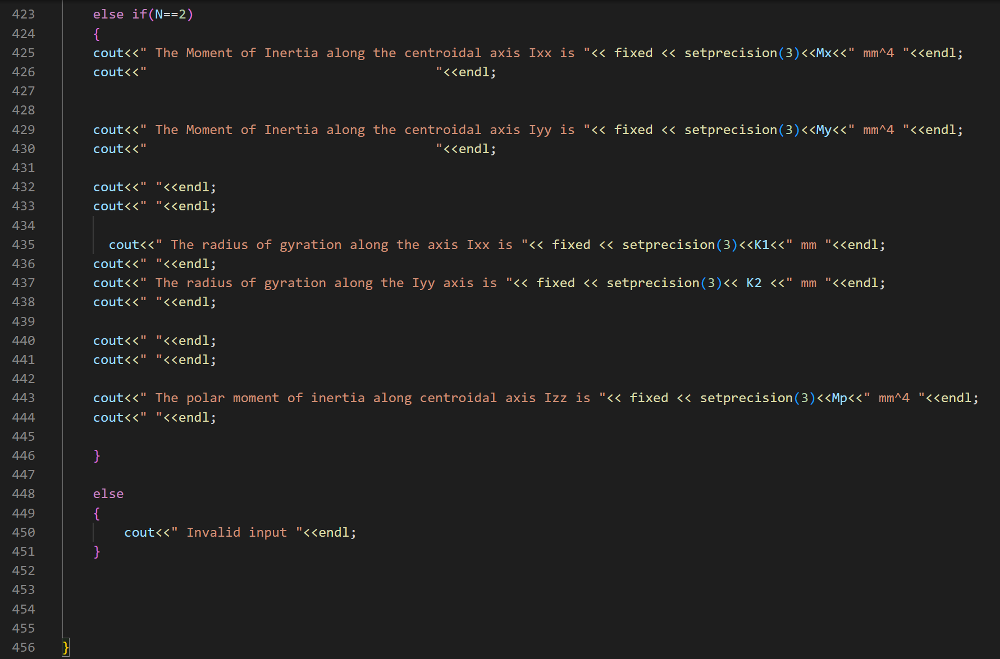 423 else if(N==2)
424 {
425 cout<<" The Moment of Inertia along the centroidal axis Ixx is "<< fixed << setprecision(3)<<Mx<<" mm^4 "<<endl;
426 cout<<"                                     "<<endl;
427
428
429 cout<<" The Moment of Inertia along the centroidal axis Iyy is "<< fixed << setprecision(3)<<My<<" mm^4 "<<endl;
430 cout<<"                                     "<<endl;
431
432 cout<<" "<<endl;
433 cout<<" "<<endl;
434
435   cout<<" The radius of gyration along the axis Ixx is "<< fixed << setprecision(3)<<K1<<" mm "<<endl;
436 cout<<" "<<endl;
437 cout<<" The radius of gyration along the Iyy axis is "<< fixed << setprecision(3)<< K2 <<" mm "<<endl;
438 cout<<" "<<endl;
439
440 cout<<" "<<endl;
441 cout<<" "<<endl;
442
443 cout<<" The polar moment of inertia along centroidal axis Izz is "<< fixed << setprecision(3)<<Mp<<" mm^4 "<<endl;
444 cout<<" "<<endl;
445
446 }
447
448 else
449 {
450     cout<<" Invalid input "<<endl;
451 }
452
453
454
455
456 }